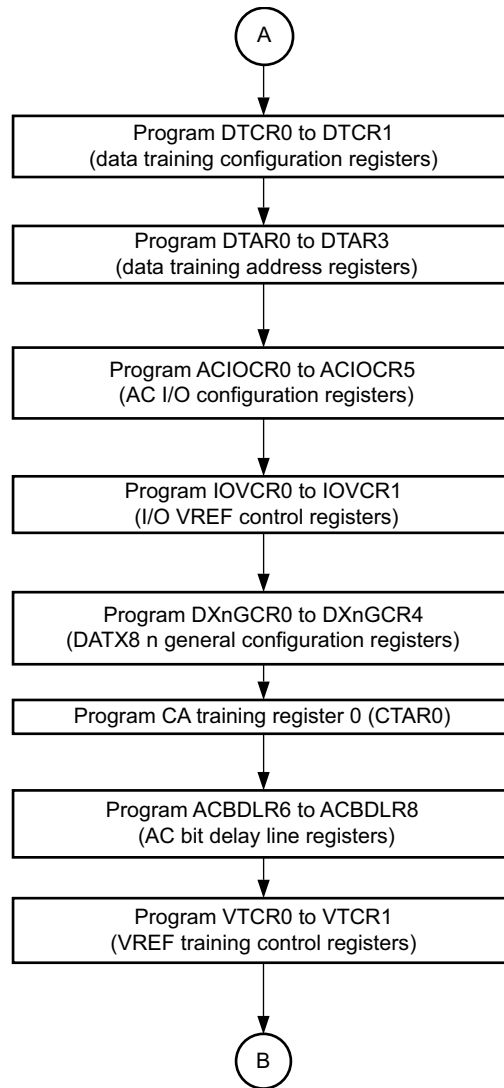 A
Program DTCR0 to DTCR1
(data training configuration registers)
Program DTAR0 to DTAR3
(data training address registers)
Program ACIOCR0 to ACIOCR5
(AC I/O configuration registers)
Program IOVCR0 to IOVCR1
(I/O VREF control registers)
Program DXnGCR0 to DXnGCR4
(DATX8 n general configuration registers)
Program CA training register 0 (CTAR0)
Program ACBDLR6 to ACBDLR8
(AC bit delay line registers)
Program VTCR0 to VTCR1
(VREF training control registers)
B